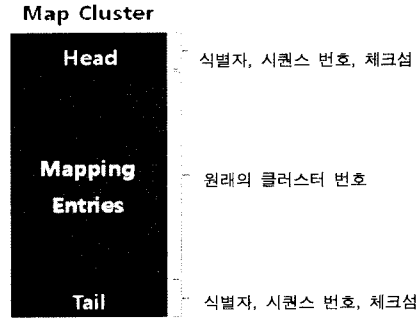 Map Cluster
Head
식별자, 시퀀스 번호, 체크섬
Mapping
Entries
원래의 클러스터 번호
Tail
식별자, 시퀀스 번호, 체크섬